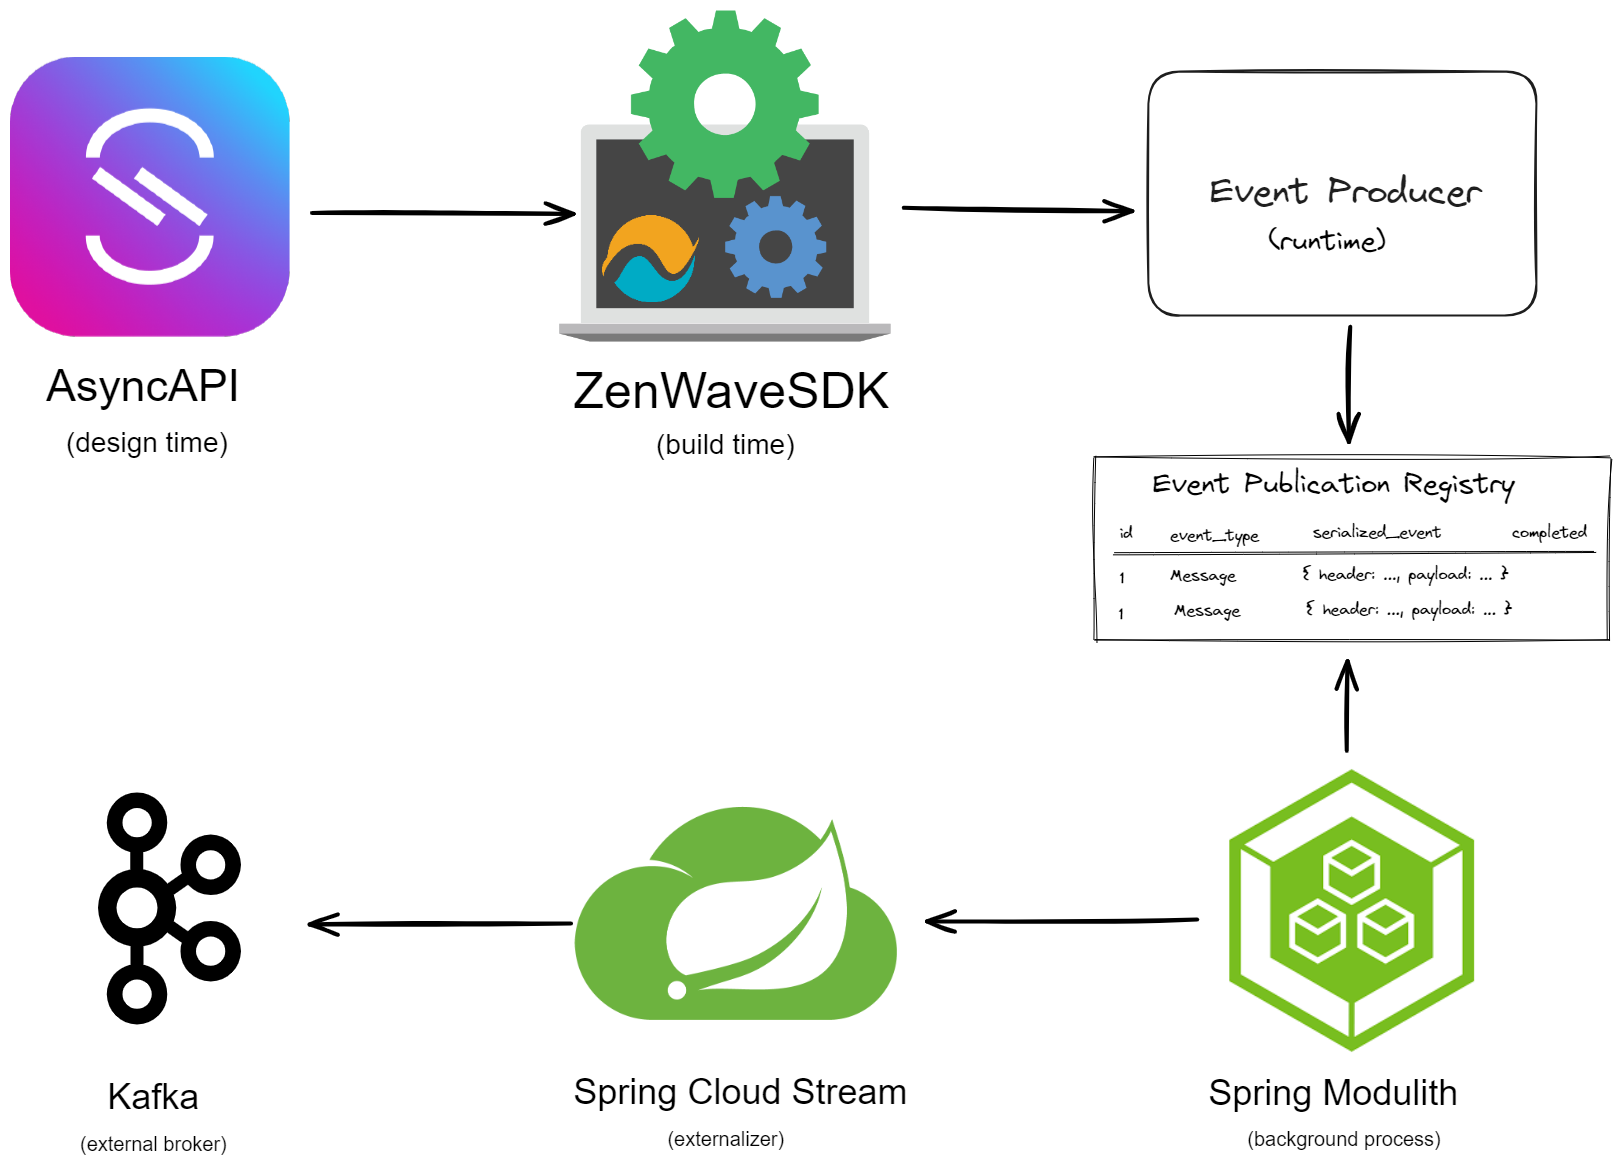 AsyncAPI
(design time)
ZenWaveSDK
(build time)
Event Producer
(runtime)
Event Publication Registry
id event_type serialized_event completed
1 Message { header: ..., payload: ... }
1 Message { header: ..., payload: ... }
Kafka
(external broker)
Spring Cloud Stream
(externalizer)
Spring Modulith
(background process)